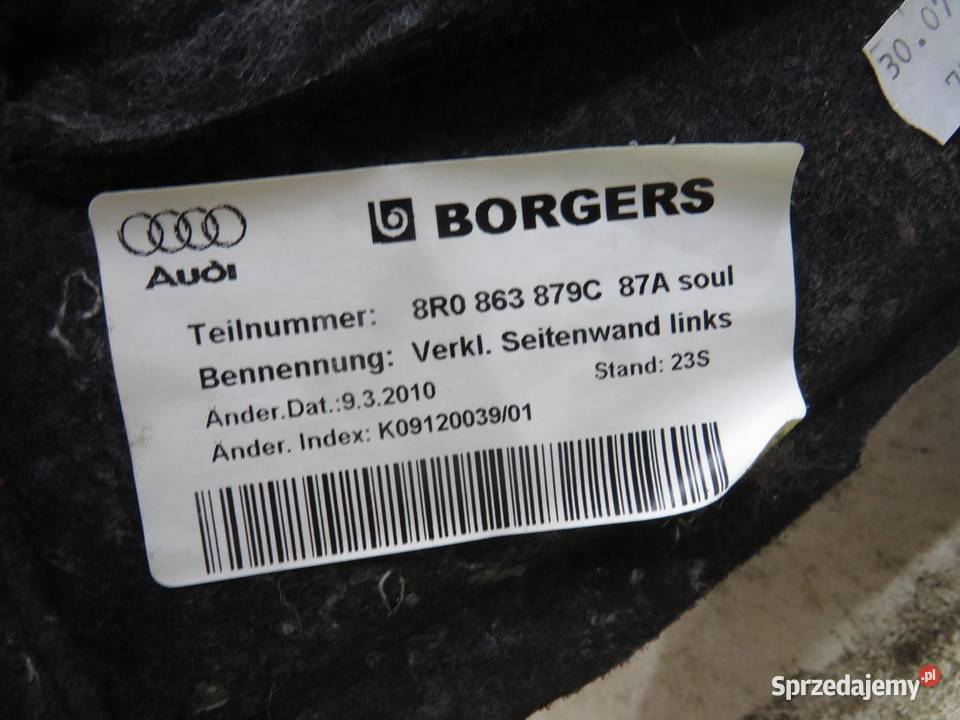 30.07
Audi
BORGERS
Teilnummer: 8R0 863 879C 87A soul
Bennennung: Verkl. Seitenwand links
Änder.Dat.:9.3.2010 Stand: 23S
Änder. Index: K09120039/01
Sprzedajemy.pl